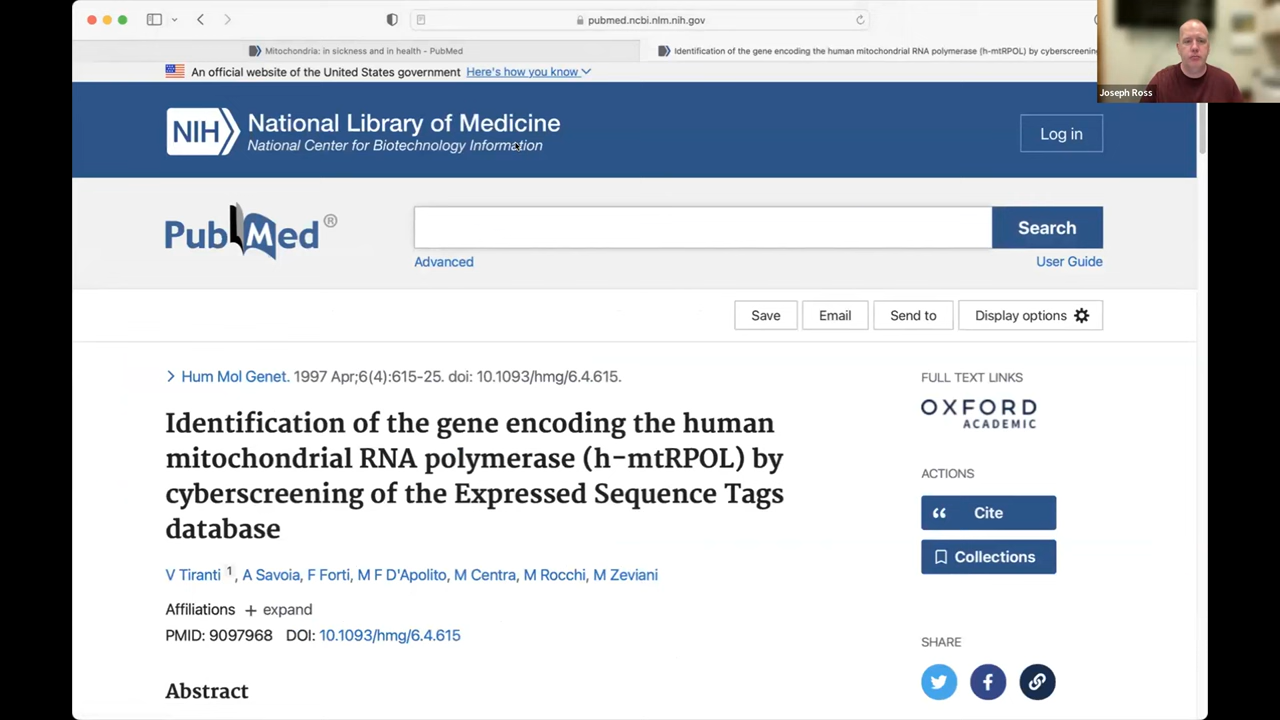 pubmed.ncbi.nlm.nih.gov
Mitochondria: in sickness and in health - PubMed
Identification of the gene encoding the human mitochondrial RNA polymerase (h-mtRPOL) by cyberscreening
Joseph Ross
An official website of the United States government Here's how you know
NIH National Library of Medicine
National Center for Biotechnology Information
Log in
PubMed ®
Search
Advanced
User Guide
Save Email Send to Display options
Hum Mol Genet. 1997 Apr;6(4):615-25. doi: 10.1093/hmg/6.4.615.
Identification of the gene encoding the human
mitochondrial RNA polymerase (h-mtRPOL) by
cyberscreening of the Expressed Sequence Tags
database
V Tiranti 1, A Savoia, F Forti, M F D'Apolito, M Centra, M Rocchi, M Zeviani
Affiliations + expand
PMID: 9097968 DOI: 10.1093/hmg/6.4.615
Abstract
FULL TEXT LINKS
OXFORD
ACADEMIC
ACTIONS
Cite
Collections
SHARE